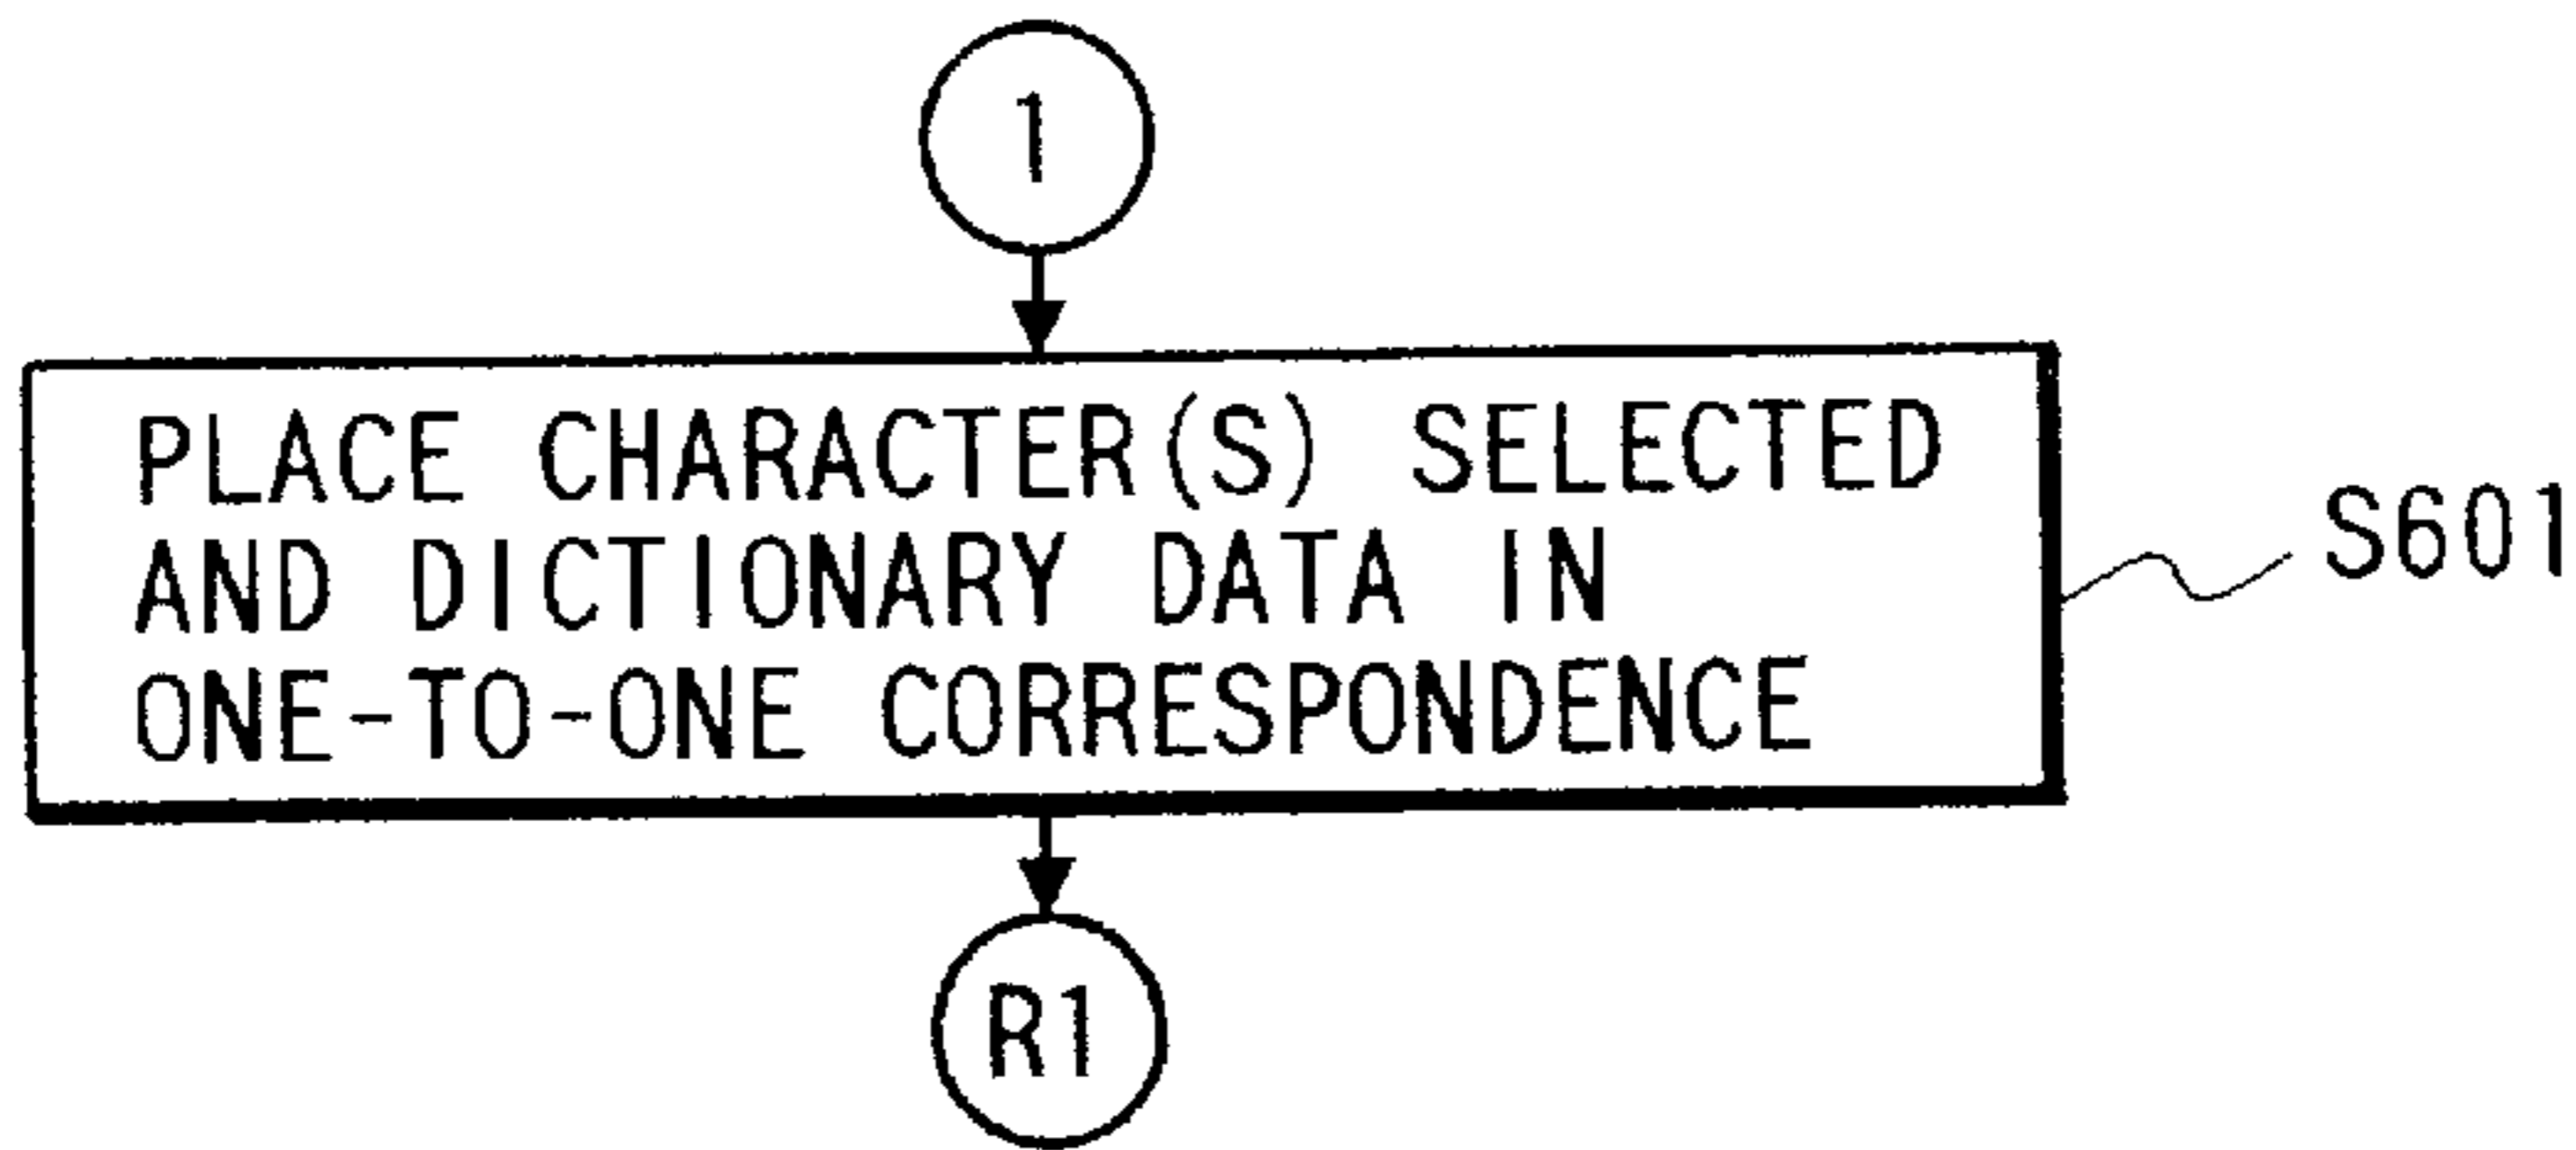 1
PLACE CHARACTER(S) SELECTED
AND DICTIONARY DATA IN
ONE-TO-ONE CORRESPONDENCE
S601
R1